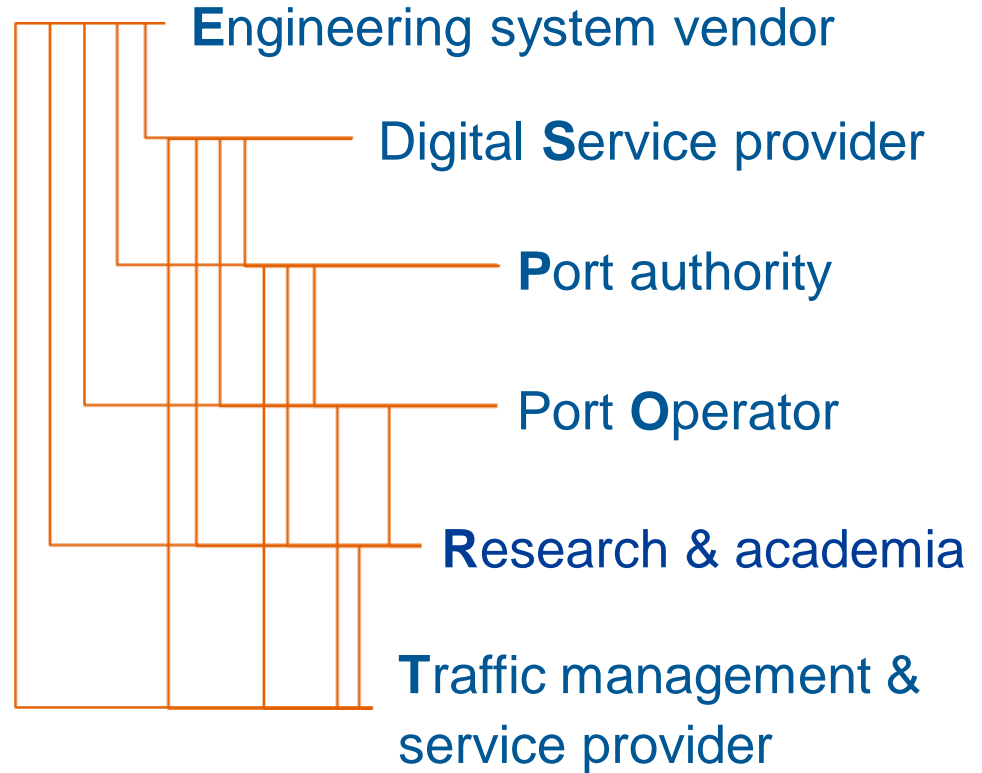 Engineering system vendor
Digital Service provider
Port authority
Port Operator
Research & academia
Traffic management &
service provider